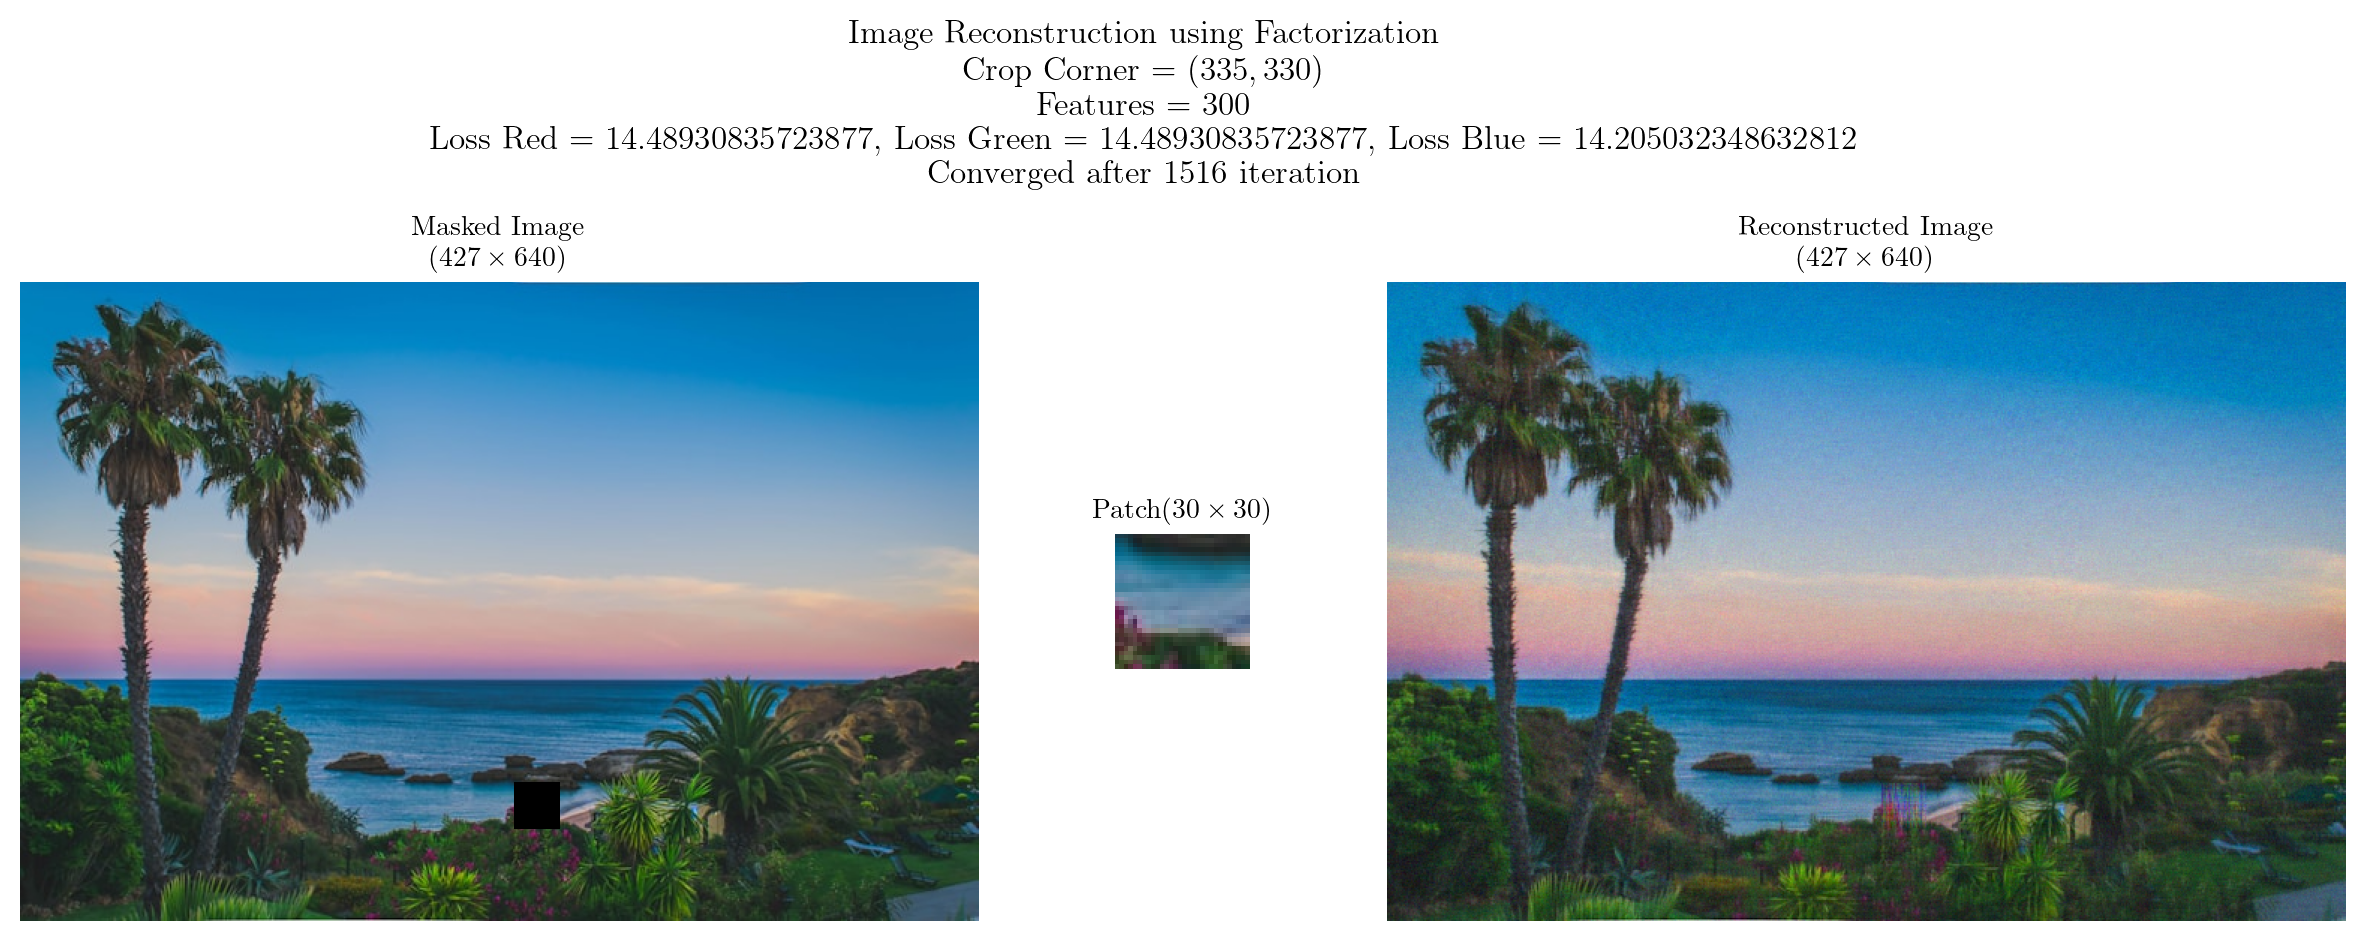 Image Reconstruction using Factorization
Crop Corner = (335, 330)
Features = 300
Loss Red = 14.48930835723877, Loss Green = 14.48930835723877, Loss Blue = 14.205032348632812
Converged after 1516 iteration
Masked Image
(427 × 640)
Patch(30 × 30)
Reconstructed Image
(427 × 640)